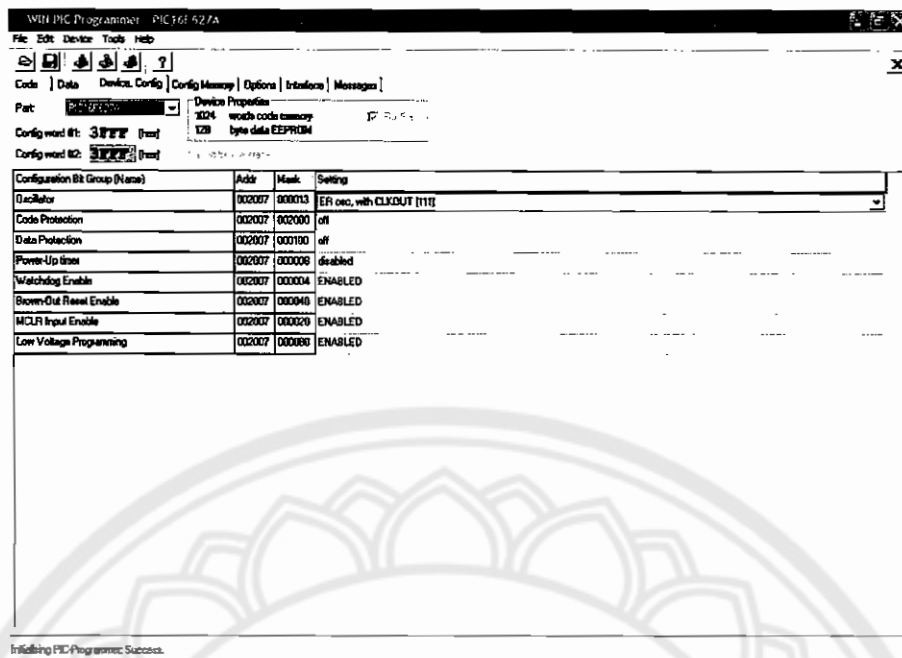 WIN PIC Programmer - PIC16F627A
File Edit Device Tools Help
Code Data Device, Config Config Memory Options Interface Messages
Part: Device Properties
1024 words code memory
Config word #1: 3FFF (hex) 128 byte data EEPROM
Config word #2: 3FFF (hex)
Configuration Bit Group (Name) Addr Mask Setting
Oscillator 002007 000013 ER osc, with CLKOUT [111]
Code Protection 002007 002000 off
Data Protection 002007 000100 off
Power-Up timer 002007 000008 disabled
Watchdog Enable 002007 000004 ENABLED
Brown-Out Reset Enable 002007 000040 ENABLED
MCLR Input Enable 002007 000020 ENABLED
Low Voltage Programming 002007 000080 ENABLED
Initialising PIC-Programmer: Success.